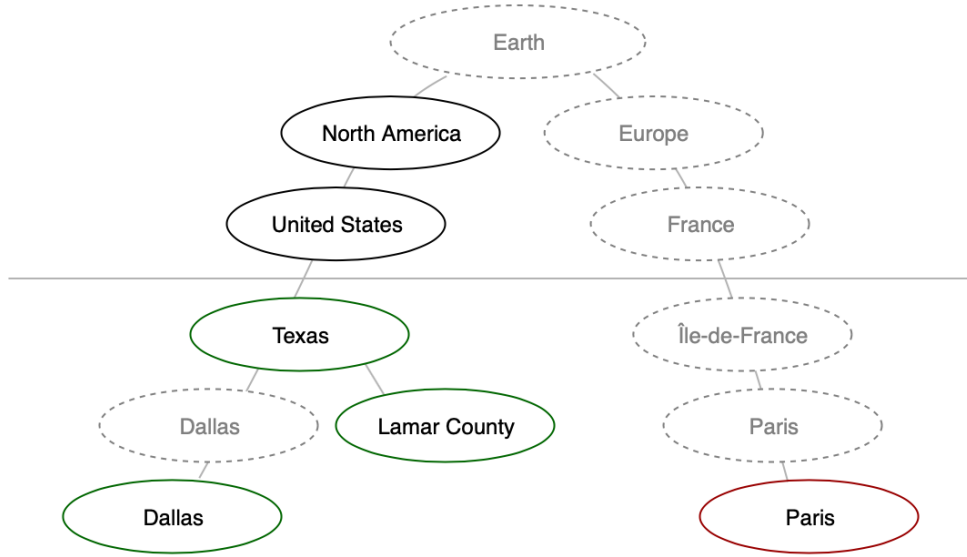 Earth
North America
Europe
United States
France
Texas
Île-de-France
Dallas
Lamar County
Paris
Dallas
Paris